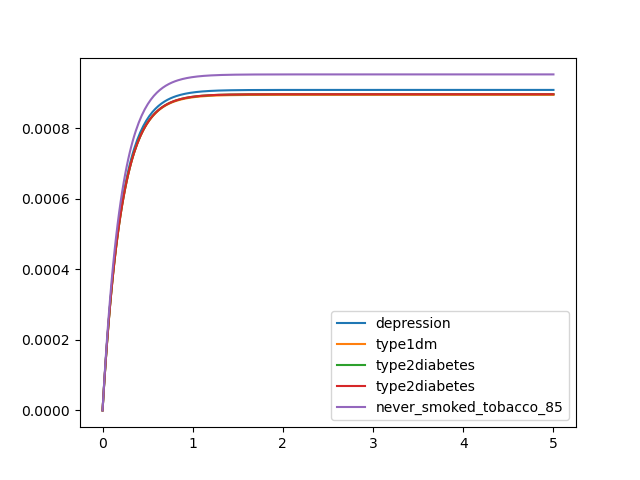 0.0008
0.0006
0.0004
0.0002
0.0000
0 1 2 3 4 5
depression
type1dm
type2diabetes
type2diabetes
never_smoked_tobacco_85